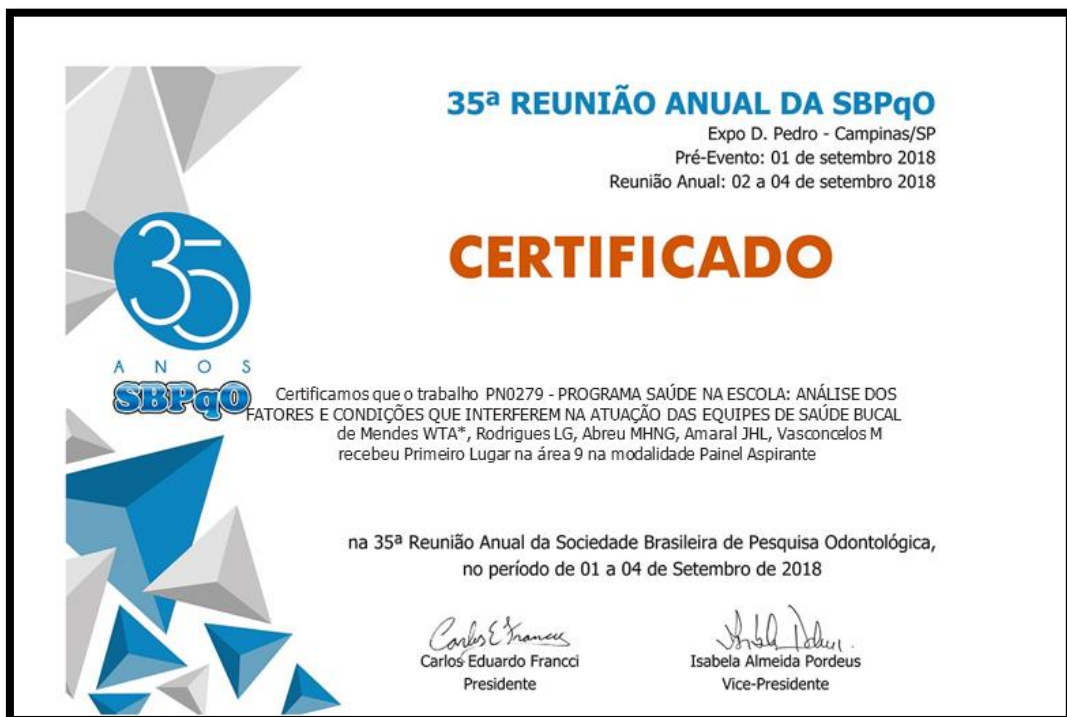 35ª REUNIÃO ANUAL DA SBPqO
Expo D. Pedro - Campinas/SP
Pré-Evento: 01 de setembro 2018
Reunião Anual: 02 a 04 de setembro 2018
CERTIFICADO
35
ANOS
SBPqO
Certificamos que o trabalho PN0279 - PROGRAMA SAÚDE NA ESCOLA: ANÁLISE DOS
FATORES E CONDIÇÕES QUE INTERFEREM NA ATUAÇÃO DAS EQUIPES DE SAÚDE BUCAL
de Mendes WTA*, Rodrigues LG, Abreu MHNG, Amaral JHL, Vasconcelos M
recebeu Primeiro Lugar na área 9 na modalidade Painel Aspirante
na 35ª Reunião Anual da Sociedade Brasileira de Pesquisa Odontológica,
no período de 01 a 04 de Setembro de 2018
Carlos E Francci
Carlos Eduardo Francci
Presidente
Isabela Almeida Pordeus
Vice-Presidente